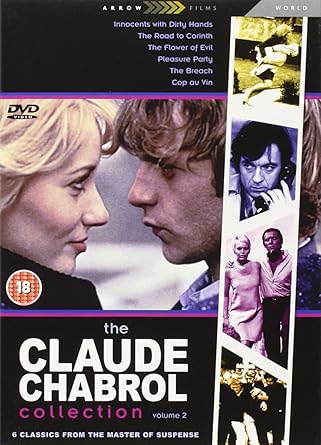 ARROW FILMS WORLD
Innocents with Dirty Hands
The Road to Corinth
The Flower of Evil
Pleasure Party
The Breach
Cop au Vin
DVD
VIDEO
18
the
CLAUDE
CHABROL
collection volume 2
6 CLASSICS FROM THE MASTER OF SUSPENSE